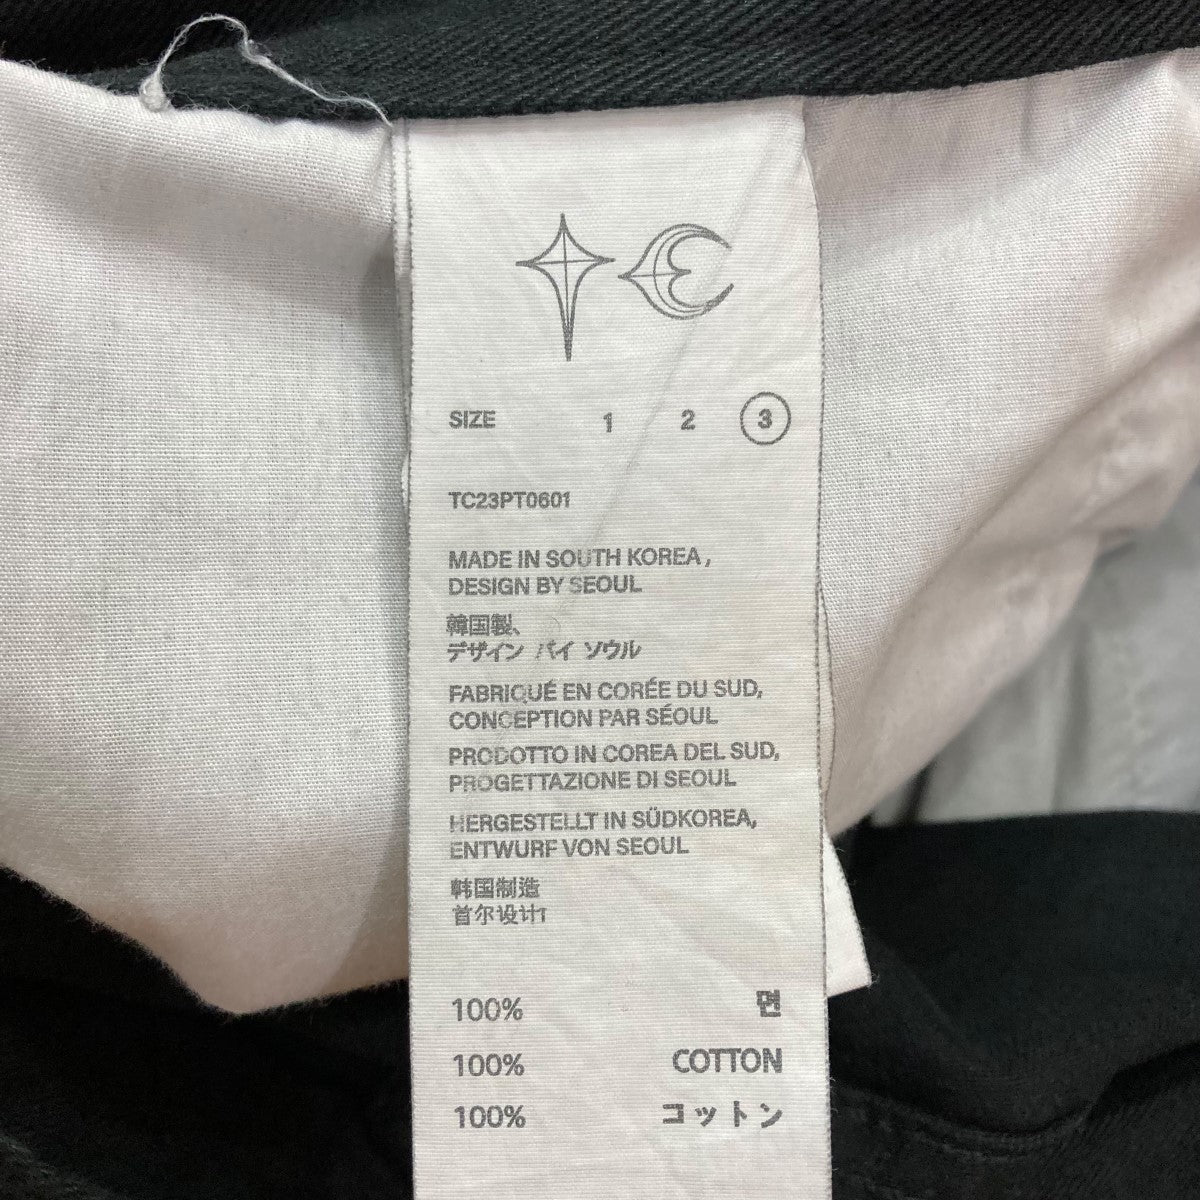 SIZE 1 2 3
TC23PT0601
MADE IN SOUTH KOREA,
DESIGN BY SEOUL
韓国製、
デザイン バイ ソウル
FABRIQUÉ EN CORÉE DU SUD,
CONCEPTION PAR SÉOUL
PRODOTTO IN COREA DEL SUD,
PROGETTAZIONE DI SEOUL
HERGESTELLT IN SÜDKOREA,
ENTWURF VON SEOUL
韩国制造
首尔设计T
100% 면
100% COTTON
100% コットン